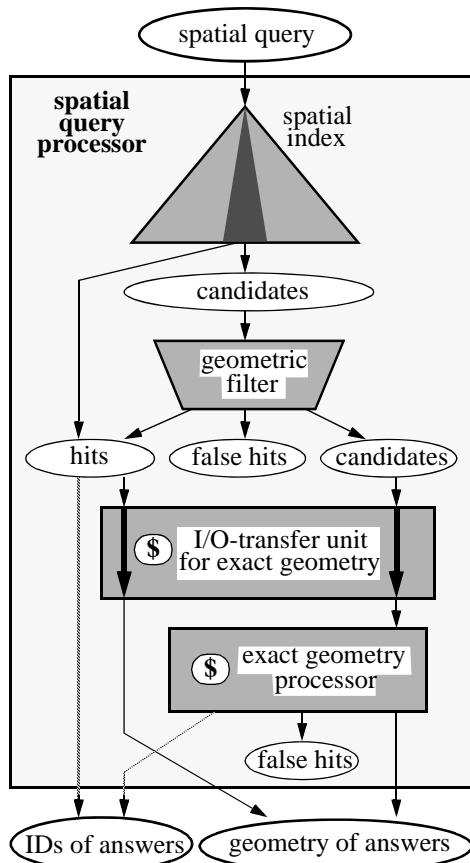 spatial query
spatial
query
processor
spatial
index
candidates
geometric
filter
hits
false hits
candidates
$
I/O-transfer unit
for exact geometry
$
exact geometry
processor
false hits
IDs of answers
geometry of answers